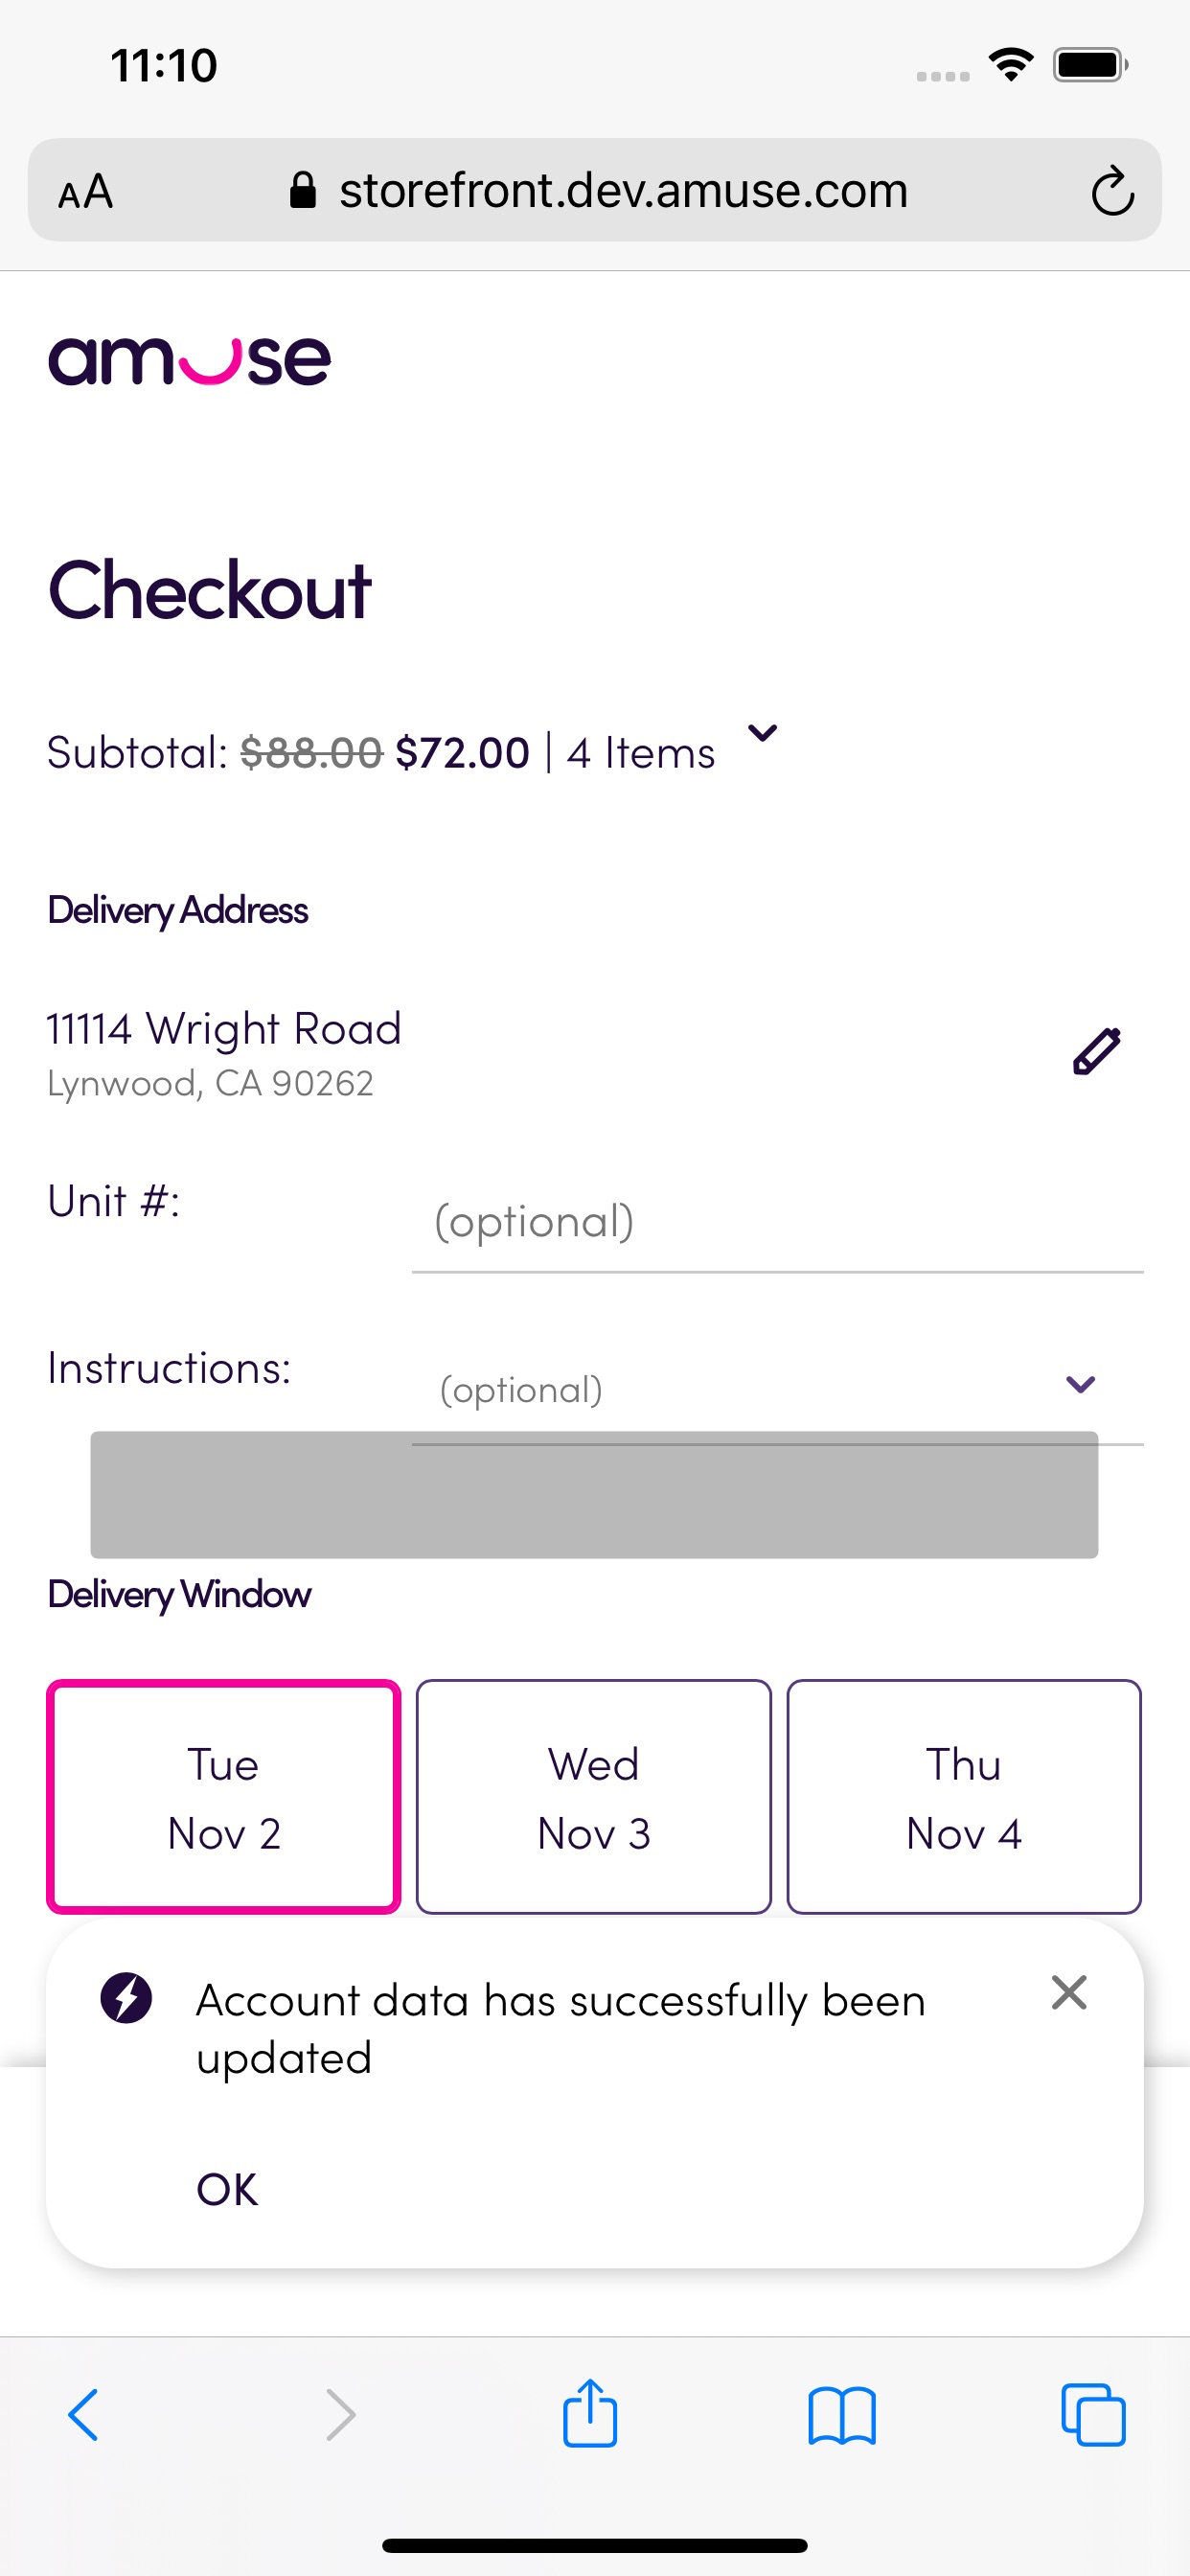 11:10
AA storefront.dev.amuse.com
amuse
Checkout
Subtotal: $88.00 $72.00 | 4 Items
Delivery Address
11114 Wright Road
Lynwood, CA 90262
Unit #: (optional)
Instructions: (optional)
Delivery Window
Tue Wed Thu
Nov 2 Nov 3 Nov 4
Account data has successfully been
updated
OK